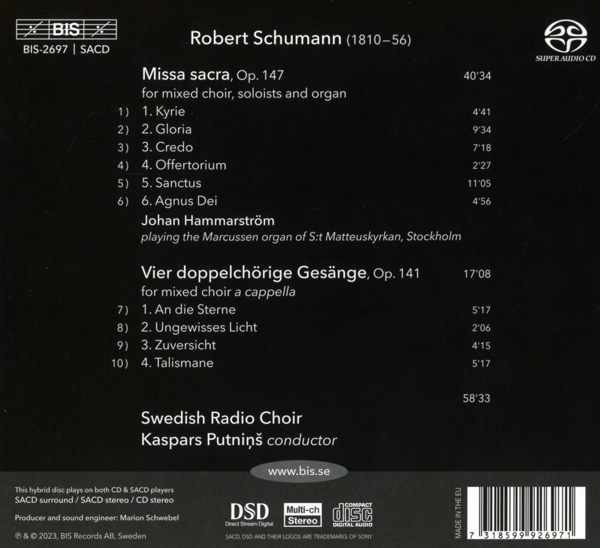 BIS
BIS-2697 | SACD
Robert Schumann (1810–56)
SUPER AUDIO CD
Missa sacra, Op. 147 40'34
for mixed choir, soloists and organ
1) 1. Kyrie 4'41
2) 2. Gloria 9'34
3) 3. Credo 7'18
4) 4. Offertorium 2'27
5) 5. Sanctus 11'05
6) 6. Agnus Dei 4'56
Johan Hammarström
playing the Marcussen organ of S:t Matteuskyrkan, Stockholm
Vier doppelchörige Gesänge, Op. 141 17'08
for mixed choir a cappella
7) 1. An die Sterne 5'17
8) 2. Ungewisses Licht 2'06
9) 3. Zuversicht 4'15
10) 4. Talismane 5'17
58'33
Swedish Radio Choir
Kaspars Putniņš conductor
www.bis.se
This hybrid disc plays on both CD & SACD players
SACD surround / SACD stereo / CD stereo
Producer and sound engineer: Marion Schwebel
℗ & © 2023, BIS Records AB, Sweden
DSD
Direct Stream Digital
Multi-ch
Stereo
COMPACT
disc
DIGITAL AUDIO
SACD, DSD AND THEIR LOGOS ARE TRADEMARKS OF SONY
MADE IN THE EU
7 318599 926971